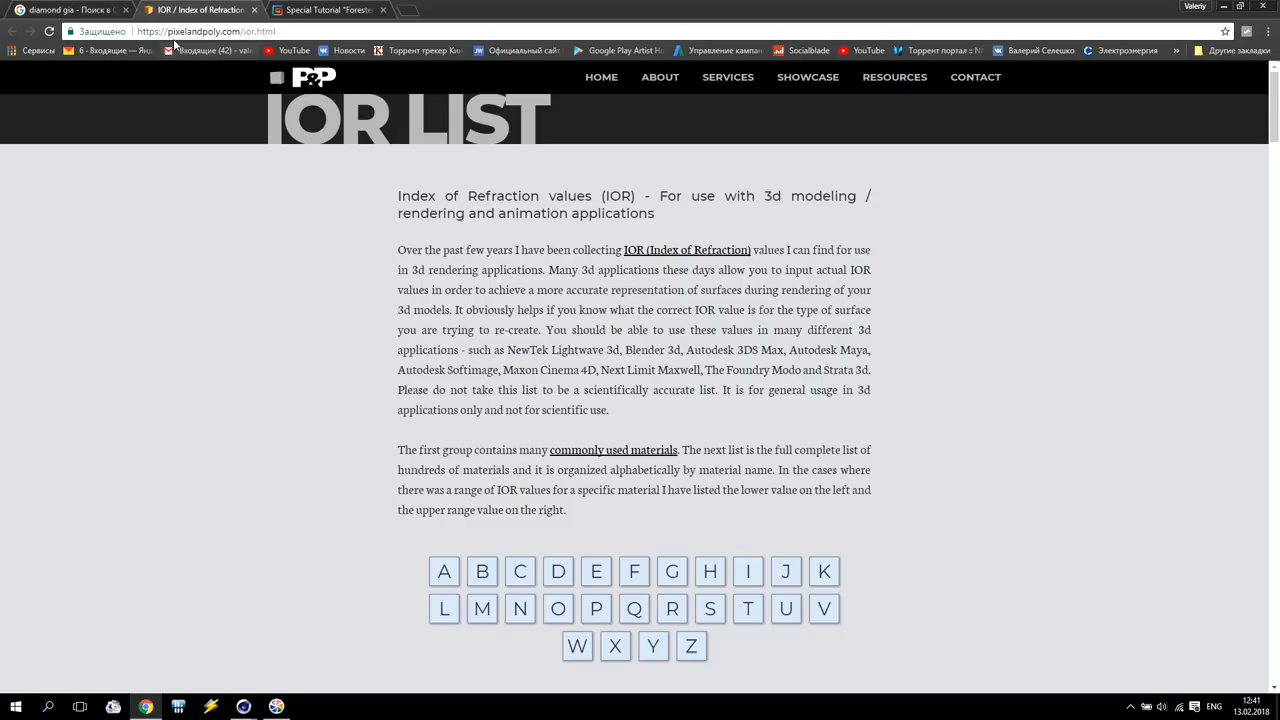 diamond gia - Поиск в G
IOR / Index of Refraction
Special Tutorial "Foreste
Valeriy
Защищено
https://pixelandpoly.com/ior.html
Сервисы
6 - Входящие — Янд
Входящие (42) - vale
YouTube
Новости
Торрент трекер Кин
Официальный сайт
Google Play Artist Hu
Управление кампан
Socialblade
YouTube
Торрент портал :: N
Валерий Селешко
Электроэнергия
»
Другие закладки
P&P
HOME
ABOUT
SERVICES
SHOWCASE
RESOURCES
CONTACT
IOR LIST
Index of Refraction values (IOR) - For use with 3d modeling /
rendering and animation applications
Over the past few years I have been collecting IOR (Index of Refraction) values I can find for use
in 3d rendering applications. Many 3d applications these days allow you to input actual IOR
values in order to achieve a more accurate representation of surfaces during rendering of your
3d models. It obviously helps if you know what the correct IOR value is for the type of surface
you are trying to re-create. You should be able to use these values in many different 3d
applications - such as NewTek Lightwave 3d, Blender 3d, Autodesk 3DS Max, Autodesk Maya,
Autodesk Softimage, Maxon Cinema 4D, Next Limit Maxwell, The Foundry Modo and Strata 3d.
Please do not take this list to be a scientifically accurate list. It is for general usage in 3d
applications only and not for scientific use.
The first group contains many commonly used materials. The next list is the full complete list of
hundreds of materials and it is organized alphabetically by material name. In the cases where
there was a range of IOR values for a specific material I have listed the lower value on the left and
the upper range value on the right.
A B C D E F G H I J K
L M N O P Q R S T U V
W X Y Z
ENG
12:41
13.02.2018